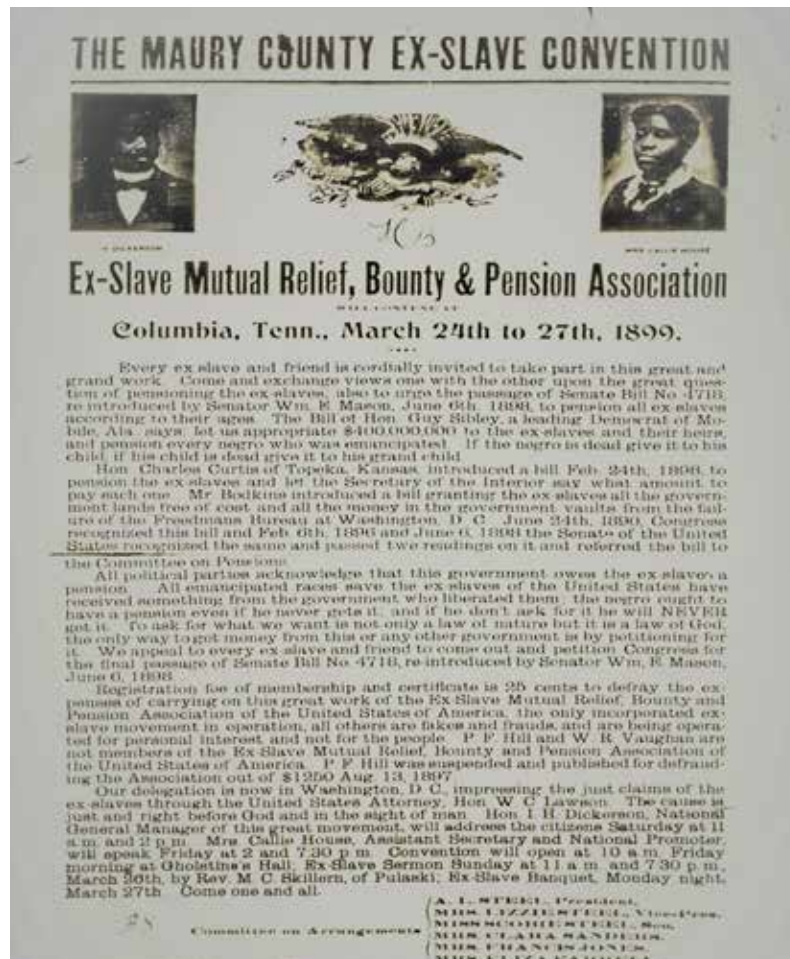 THE MAURY COUNTY EX-SLAVE CONVENTION
MRS CALLIE HOUSE
Ex-Slave Mutual Relief, Bounty & Pension Association
WILL CONVENE AT
Columbia, Tenn., March 24th to 27th, 1899.
Every ex slave and friend is cordially invited to take part in this great and
grand work. Come and exchange views one with the other upon the great ques-
tion of pensioning the ex-slaves, also to urge the passage of Senate Bill No. 4718,
re introduced by Senator Wm. E. Mason, June 6th, 1898, to pension all ex-slaves
according to their ages. The Bill of Hon. Guy Sibley, a leading Democrat of Mo-
bile, Ala. says, let us appropriate $400,000,000 to the ex-slaves and their heirs,
and pension every negro who was emancipated. If the negro is dead give it to his
child, if his child is dead give it to his grand child.
Hon. Charles Curtis of Topeka, Kansas, introduced a bill Feb. 24th, 1898, to
pension the ex-slaves and let the Secretary of the Interior say what amount to
pay each one. Mr. Bodkins introduced a bill granting the ex slaves all the govern-
ment lands free of cost and all the money in the government vaults from the fail-
ure of the Freedmans Bureau at Washington, D. C. June 24th, 1890, Congress
recognized this bill and Feb. 6th, 1896 and June 6, 1898 the Senate of the United
States recognized the same and passed two readings on it and referred the bill to
the Committee on Pensions.
All political parties acknowledge that this government owes the ex-slaves a
pension. All emancipated races save the ex slaves of the United States have
received something from the government who liberated them, the negro ought to
have a pension even if he never gets it, and if he don't ask for it he will NEVER
get it. To ask for what we want is not only a law of nature but it is a law of God,
the only way to get money from this or any other government is by petitioning for
it. We appeal to every ex-slave and friend to come out and petition Congress for
the final passage of Senate Bill No. 4718, re-introduced by Senator Wm, E. Mason,
June 6, 1898.
Registration fee of membership and certificate is 25 cents to defray the ex-
penses of carrying on this great work of the Ex-Slave Mutual Relief, Bounty and
Pension Association of the United States of America, the only incorporated ex-
slave movement in operation, all others are fakes and frauds, and are being opera-
ted for personal interest and not for the people. P. F. Hill and W. R. Vaughan are
not members of the Ex-Slave Mutual Relief, Bounty and Pension Association of
the United States of America. P. F. Hill was suspended and published for defraud-
ing the Association out of $1250 Aug. 13, 1897.
Our delegation is now in Washington, D. C., impressing the just claims of the
ex-slaves through the United States Attorney, Hon. W. C. Lawson. The cause is
just and right before God and in the sight of man. Hon. I. H. Dickerson, National
General Manager of this great movement, will address the citizens Saturday at 11
a.m. and 2 p.m. Mrs. Callie House, Assistant Secretary and National Promoter,
will speak Friday at 2 and 7:30 p.m. Convention will open at 10 a.m. Friday
morning at Gholstine's Hall; Ex-Slave Sermon Sunday at 11 a.m. and 7:30 p.m.,
March 26th, by Rev. M. C. Skillern, of Pulaski; Ex-Slave Banquet, Monday night,
March 27th. Come one and all.
Committee on Arrangements
A. L. STEEL, President,
MRS. LIZZIE STEEL, Vice-Pres.
MISS SCOBIE STEEL, Sec.
MRS. CLARA SANDERS.
MRS. FRANCIS JONES.